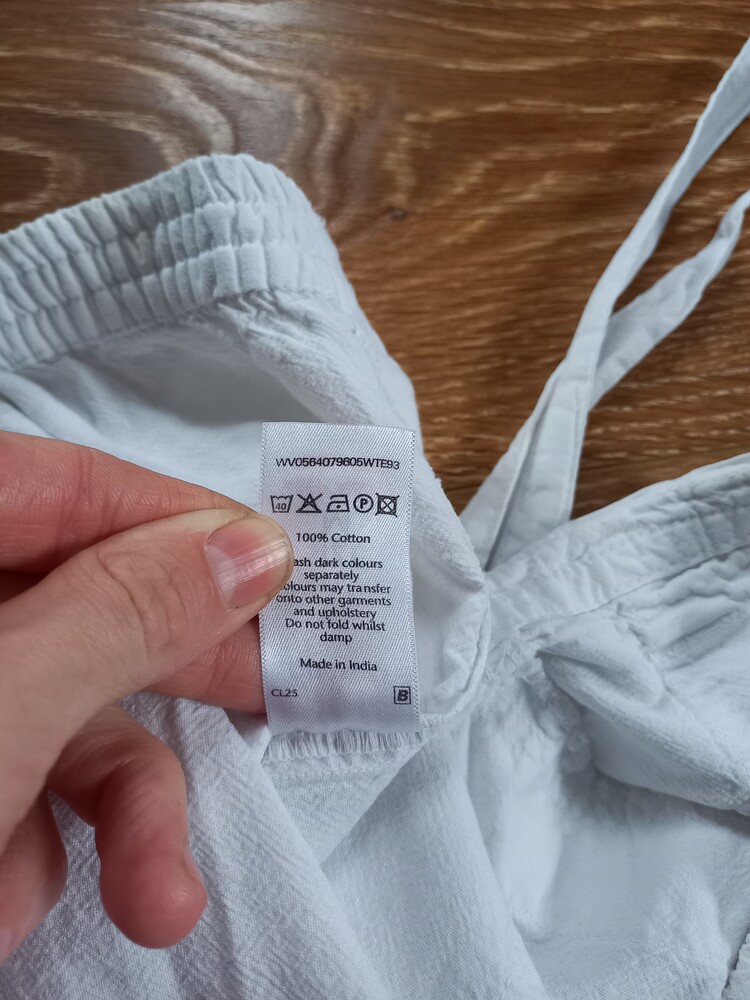 WV0564079605WTE93
40 P
100% Cotton
ash dark colours
separately
olours may transfer
onto other garments
and upholstery
Do not fold whilst
damp
Made in India
CL25 B